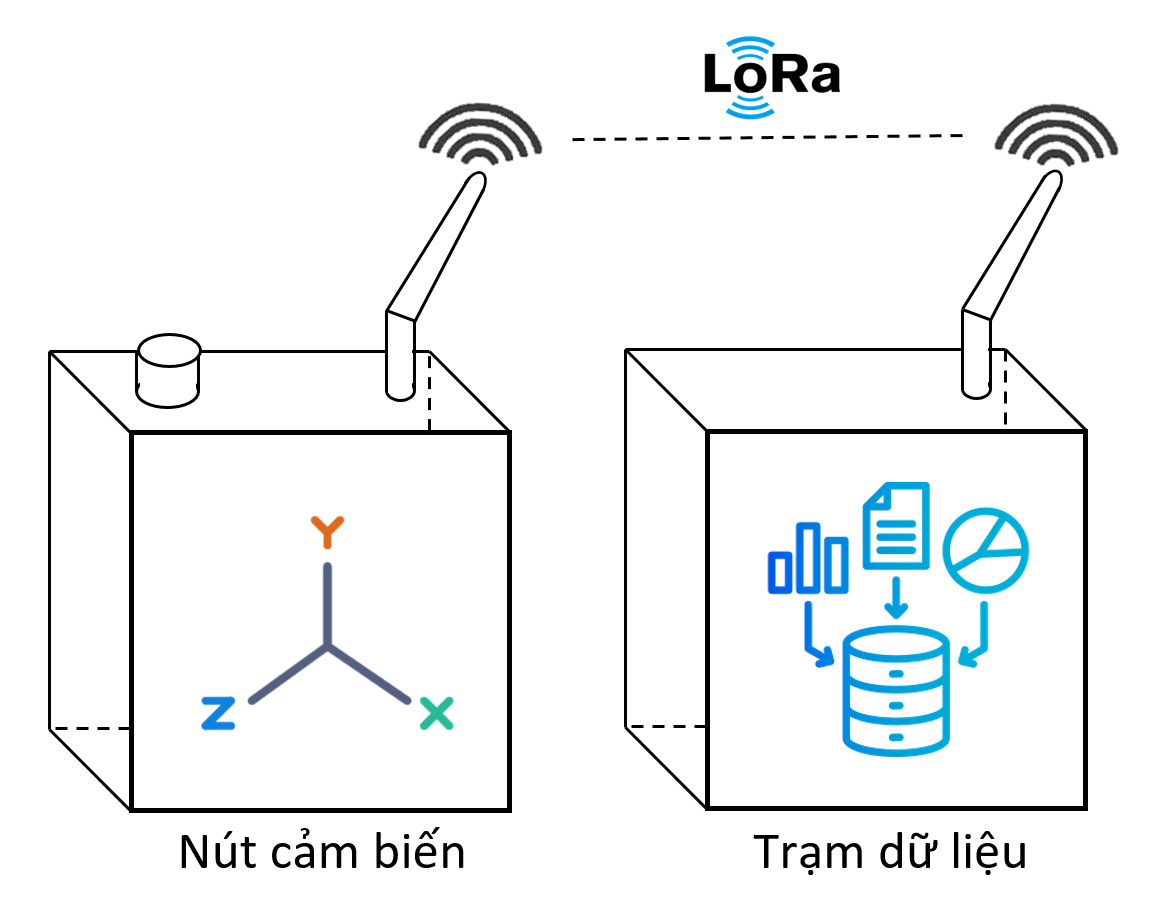 LoRa
Y
Z
X
Nút cảm biến
Trạm dữ liệu